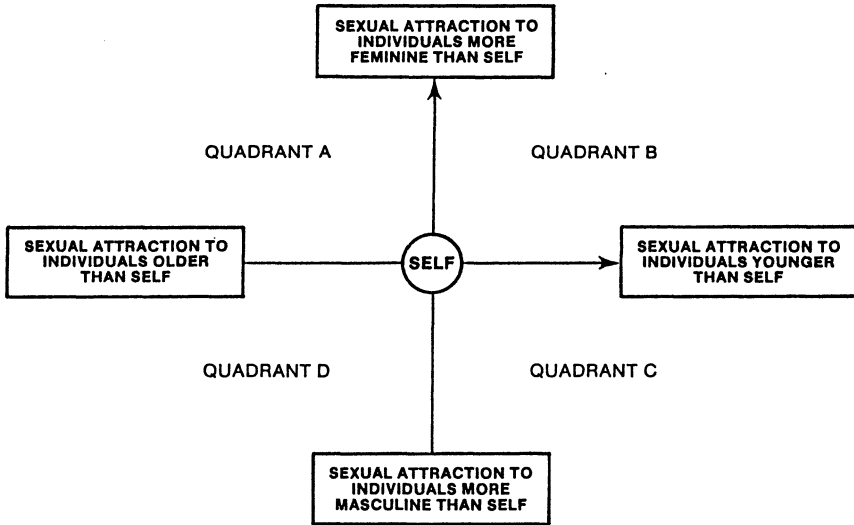 SEXUAL ATTRACTION TO
INDIVIDUALS MORE
FEMININE THAN SELF
QUADRANT A
QUADRANT B
SEXUAL ATTRACTION TO
INDIVIDUALS OLDER
THAN SELF
SELF
SEXUAL ATTRACTION TO
INDIVIDUALS YOUNGER
THAN SELF
QUADRANT D
QUADRANT C
SEXUAL ATTRACTION TO
INDIVIDUALS MORE
MASCULINE THAN SELF